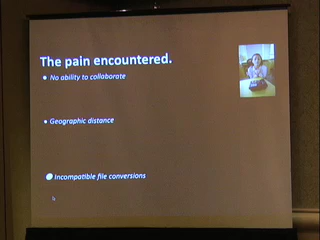 The pain encountered.
No ability to collaborate
Geographic distance
Incompatible file conversions